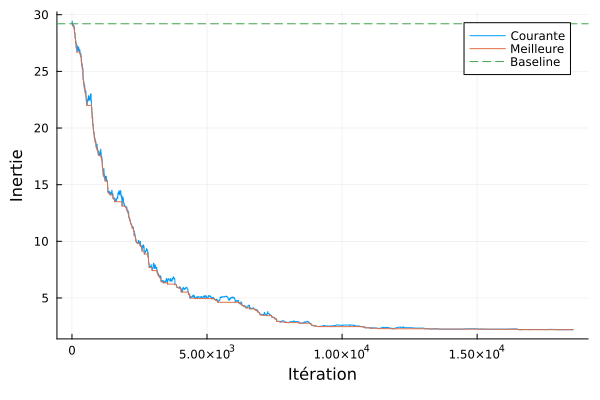 Inertie
30
25
20
15
10
5
Courante
Meilleure
Baseline
0
5.00×10³
1.00×10⁴
1.50×10⁴
Itération